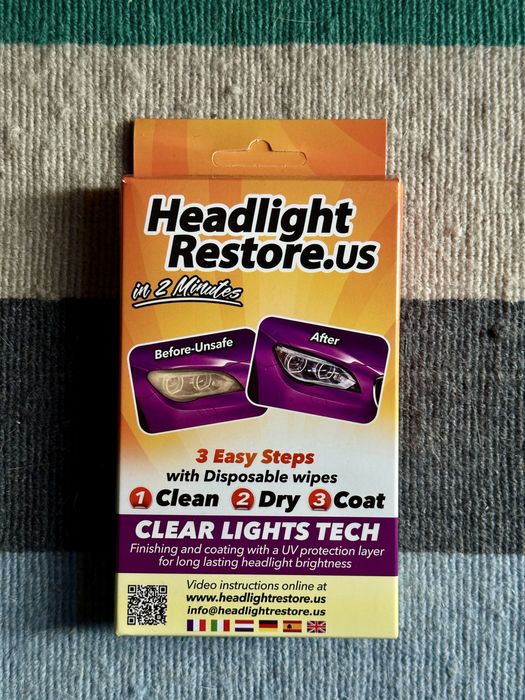 Headlight
Restore.us
in 2 Minutes
Before-Unsafe
After
3 Easy Steps
with Disposable wipes
1 Clean 2 Dry 3 Coat
CLEAR LIGHTS TECH
Finishing and coating with a UV protection layer
for long lasting headlight brightness
Video instructions online at
www.headlightrestore.us
info@headlightrestore.us